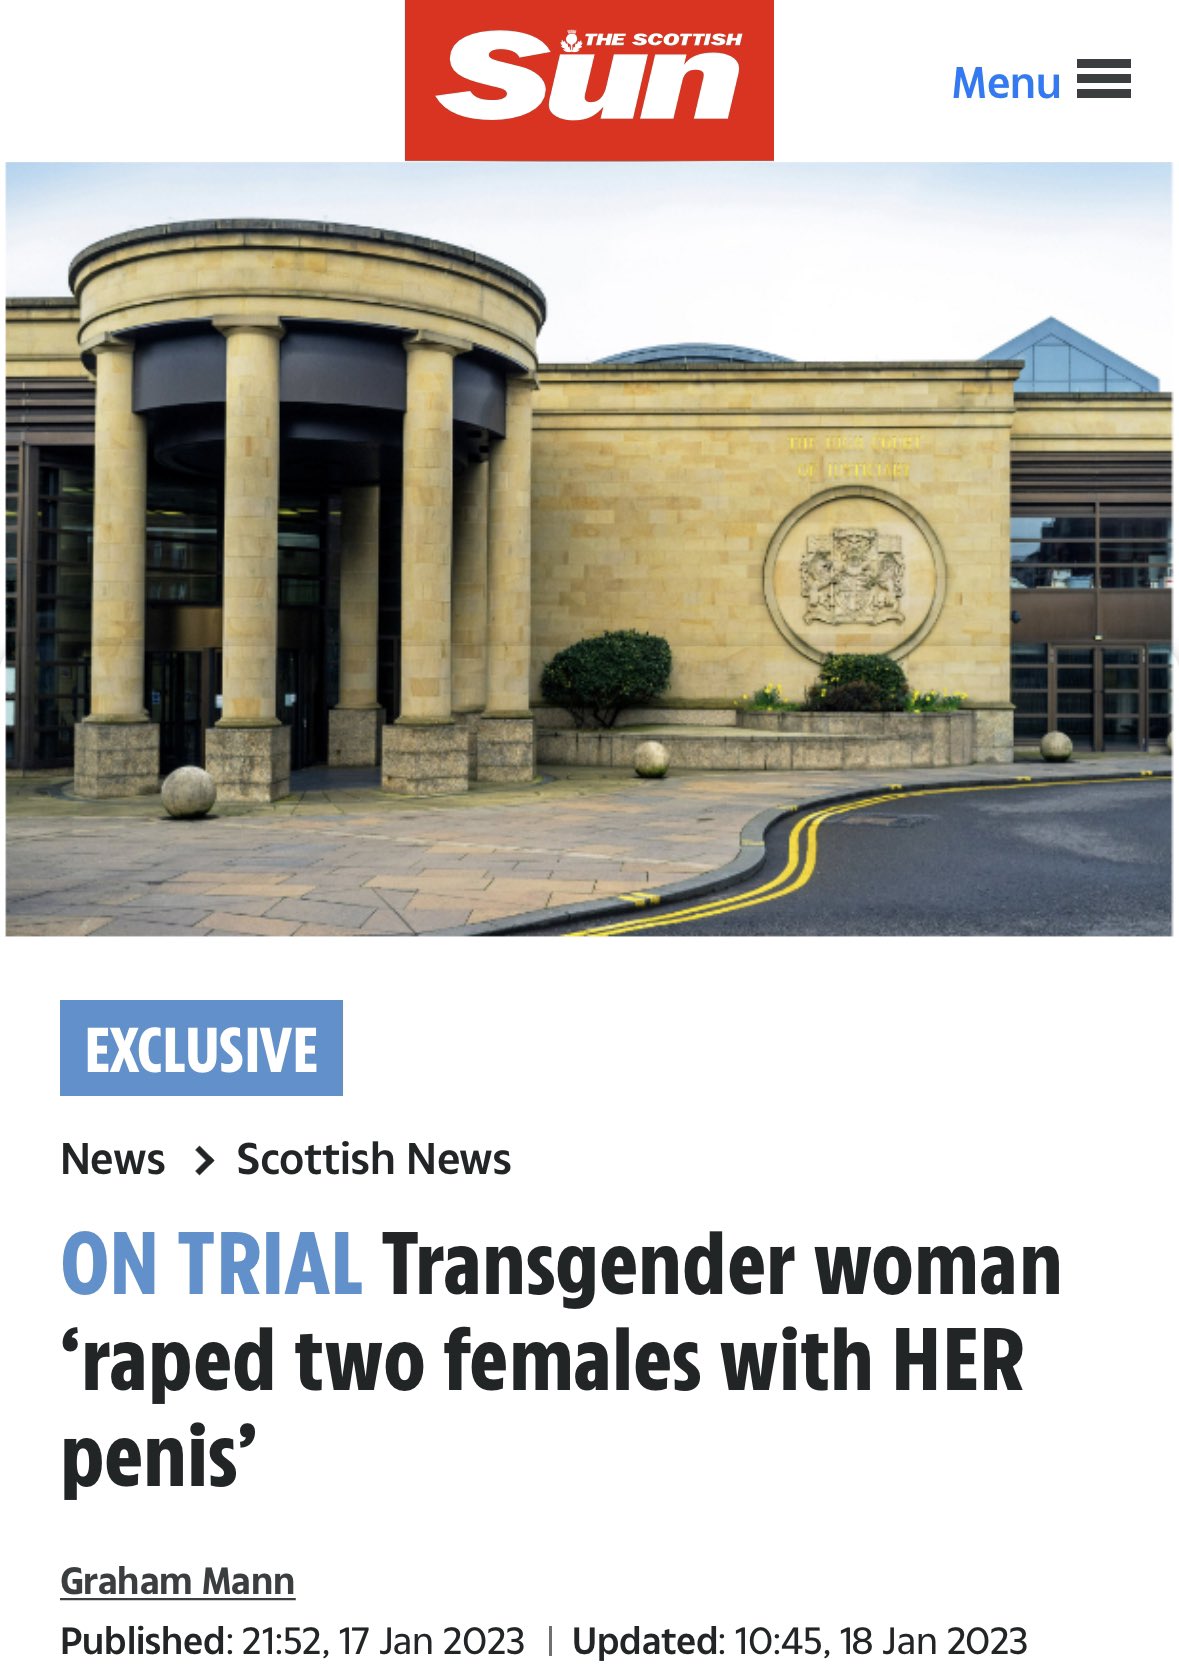 THE SCOTTISH
Sun
Menu
THE HIGH COURT
OF JUSTICIARY
EXCLUSIVE
News > Scottish News
ON TRIAL Transgender woman
‘raped two females with HER
penis’
Graham Mann
Published: 21:52, 17 Jan 2023 | Updated: 10:45, 18 Jan 2023